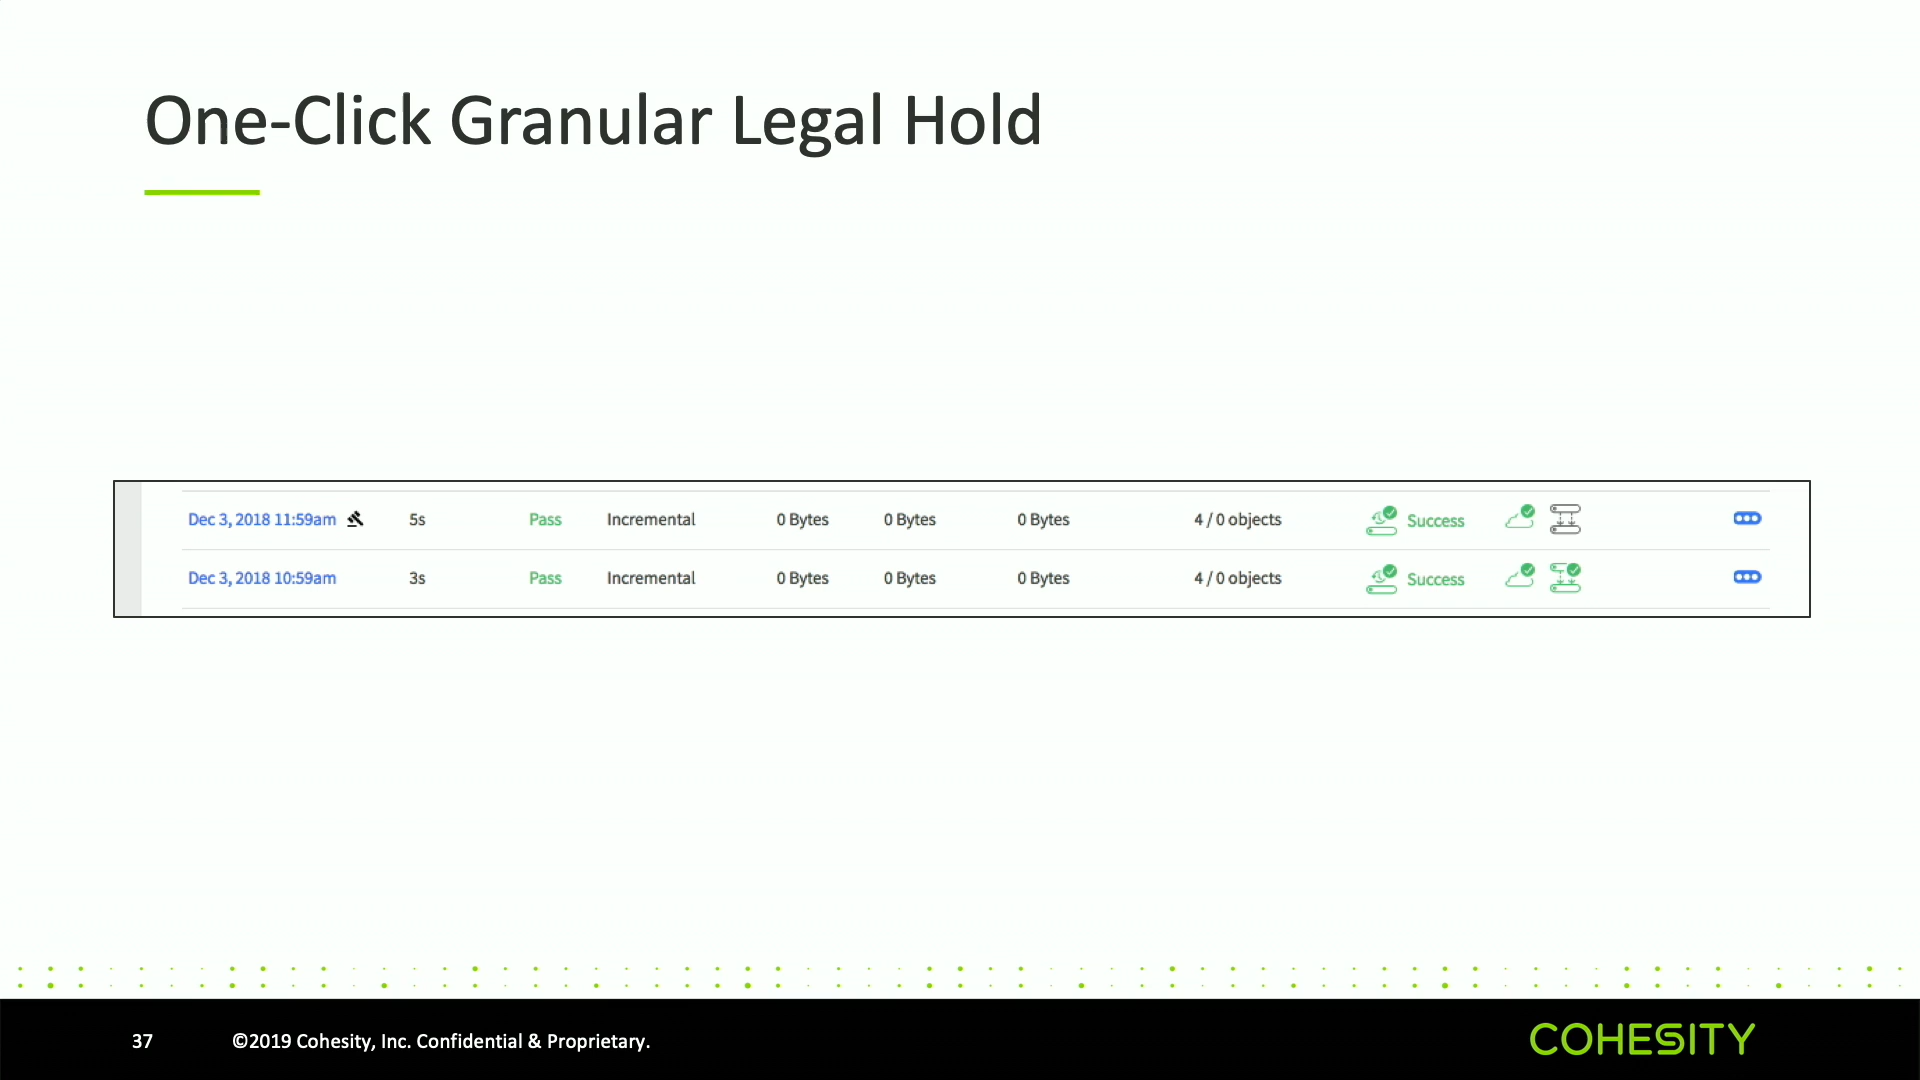 One-Click Granular Legal Hold
Dec 3, 2018 11:59am 5s Pass Incremental 0 Bytes 0 Bytes 0 Bytes 4 / 0 objects Success
Dec 3, 2018 10:59am 3s Pass Incremental 0 Bytes 0 Bytes 0 Bytes 4 / 0 objects Success
37 ©2019 Cohesity, Inc. Confidential & Proprietary. COHESITY